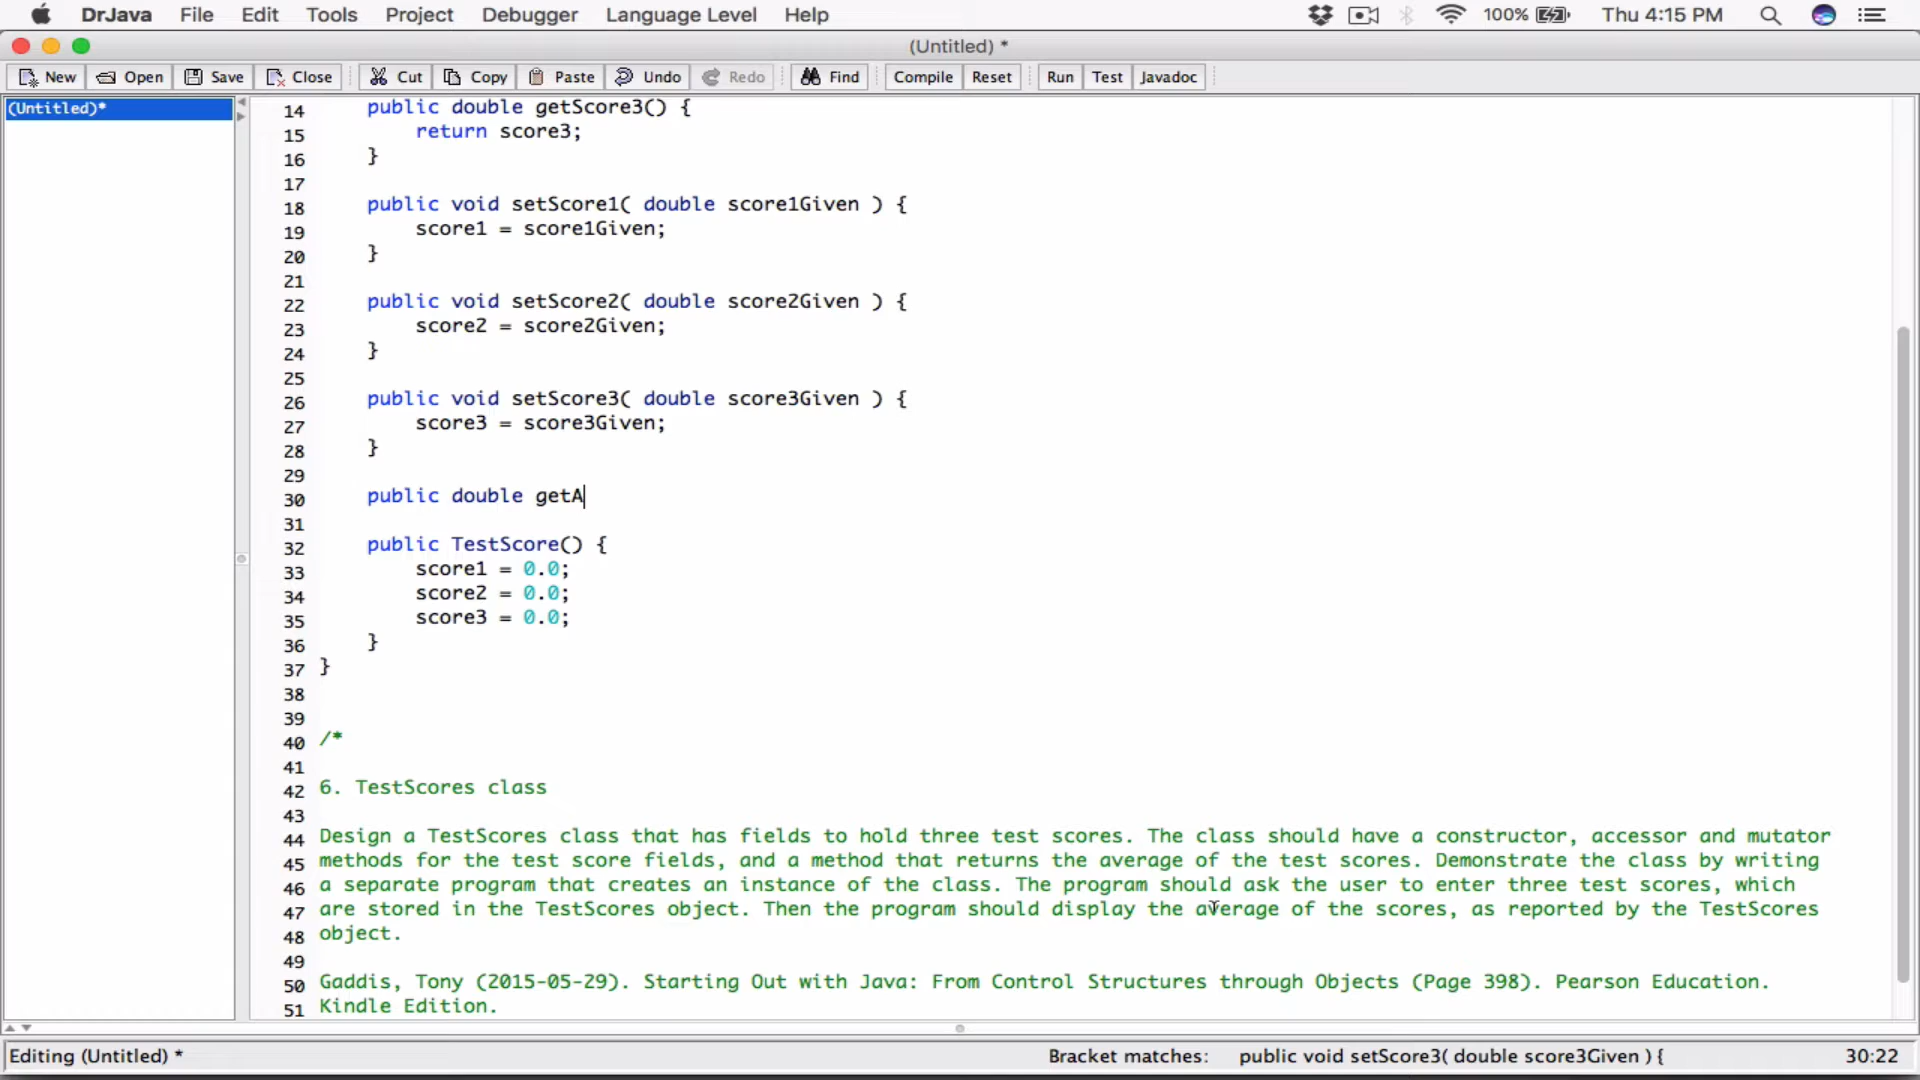 DrJava File Edit Tools Project Debugger Language Level Help 100% Thu 4:15 PM
(Untitled) *
New Open Save Close Cut Copy Paste Undo Redo Find Compile Reset Run Test Javadoc
(Untitled)*
14 public double getScore3() {
15 return score3;
16 }
17
18 public void setScore1( double score1Given ) {
19 score1 = score1Given;
20 }
21
22 public void setScore2( double score2Given ) {
23 score2 = score2Given;
24 }
25
26 public void setScore3( double score3Given ) {
27 score3 = score3Given;
28 }
29
30 public double getA
31
32 public TestScore() {
33 score1 = 0.0;
34 score2 = 0.0;
35 score3 = 0.0;
36 }
37 }
38
39
40 /*
41
42 6. TestScores class
43
44 Design a TestScores class that has fields to hold three test scores. The class should have a constructor, accessor and mutator
45 methods for the test score fields, and a method that returns the average of the test scores. Demonstrate the class by writing
46 a separate program that creates an instance of the class. The program should ask the user to enter three test scores, which
47 are stored in the TestScores object. Then the program should display the average of the scores, as reported by the TestScores
48 object.
49
50 Gaddis, Tony (2015-05-29). Starting Out with Java: From Control Structures through Objects (Page 398). Pearson Education.
51 Kindle Edition.
Editing (Untitled) * Bracket matches: public void setScore3( double score3Given ) { 30:22